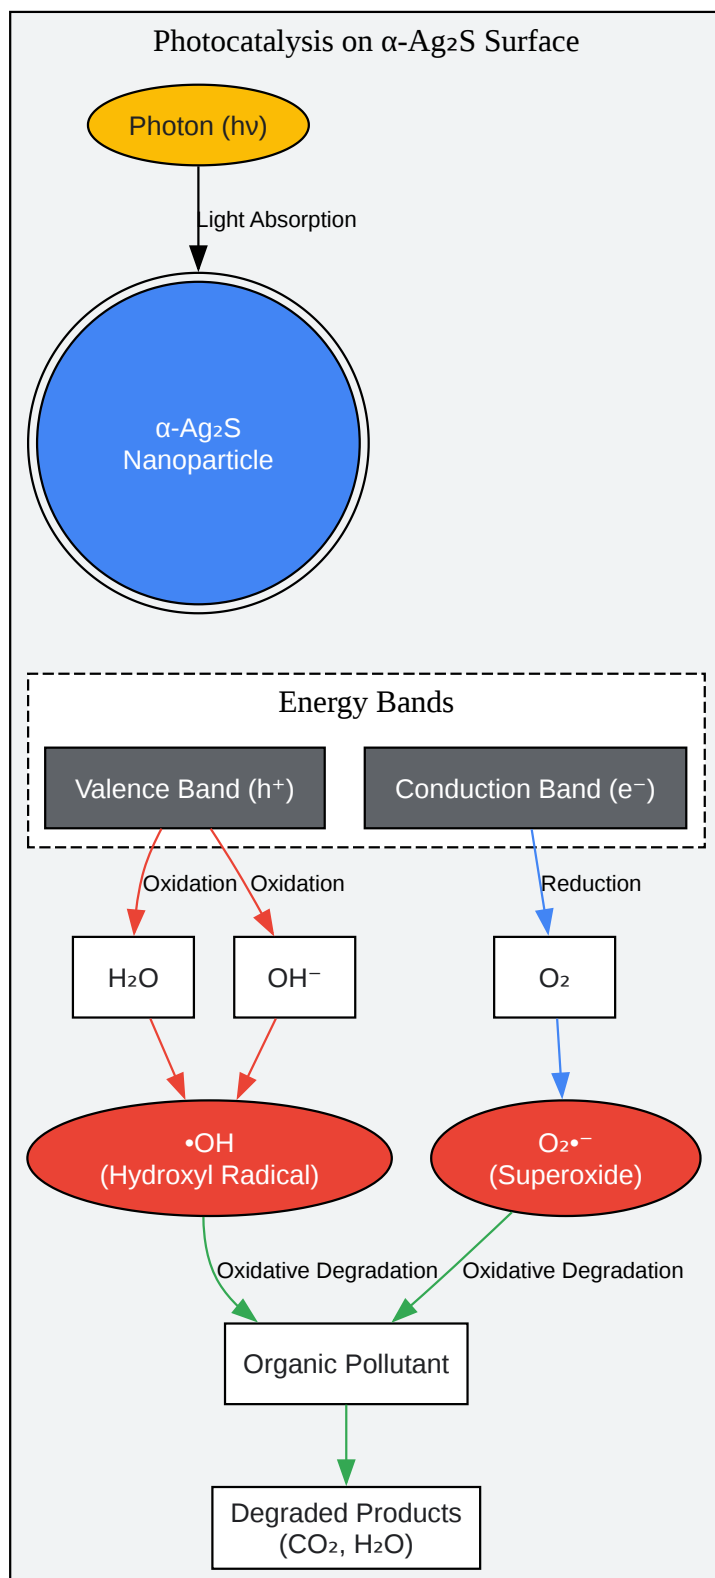 Photocatalysis on α-Ag₂S Surface
Photon (hν)
Light Absorption
α-Ag₂S
Nanoparticle
Energy Bands
Valence Band (h⁺)
Conduction Band (e⁻)
Oxidation
Oxidation
Reduction
H₂O
OH⁻
O₂
•OH
(Hydroxyl Radical)
O₂•⁻
(Superoxide)
Oxidative Degradation
Oxidative Degradation
Organic Pollutant
Degraded Products
(CO₂, H₂O)